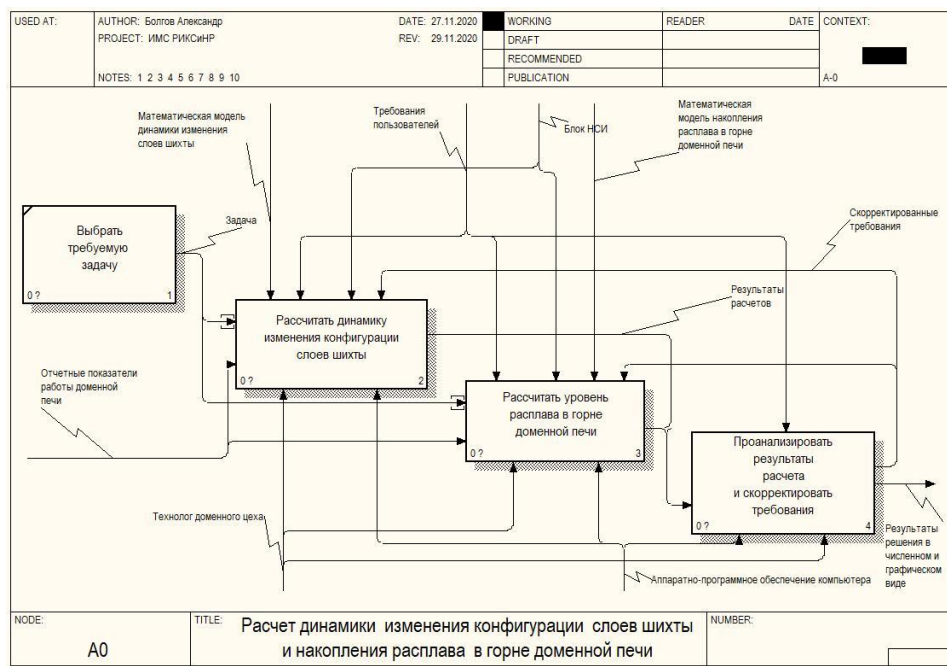 USED AT:
AUTHOR: Болгов Александр
DATE: 27.11.2020
WORKING
READER
DATE
CONTEXT:
PROJECT: ИМС РИКСиНР
REV: 29.11.2020
DRAFT
RECOMMENDED
NOTES: 1 2 3 4 5 6 7 8 9 10
PUBLICATION
A-0
Математическая модель
динамики изменения
слоев шихты
Требования
пользователей
Блок НСИ
Математическая
модель накопления
расплава в горне
доменной печи
Выбрать
требуемую
задачу
0 ?
1
Задача
Скорректированные
требования
Рассчитать динамику
изменения конфигурации
слоев шихты
0 ?
2
Результаты
расчетов
Отчетные показатели
работы доменной
печи
Рассчитать уровень
расплава в горне
доменной печи
0 ?
3
Проанализировать
результаты
расчета
и скорректировать
требования
0 ?
4
Технолог доменного цеха
Результаты
решения в
численном и
графическом
виде
Аппаратно-программное обеспечение компьютера
NODE:
A0
TITLE:
Расчет динамики изменения конфигурации слоев шихты
и накопления расплава в горне доменной печи
NUMBER: